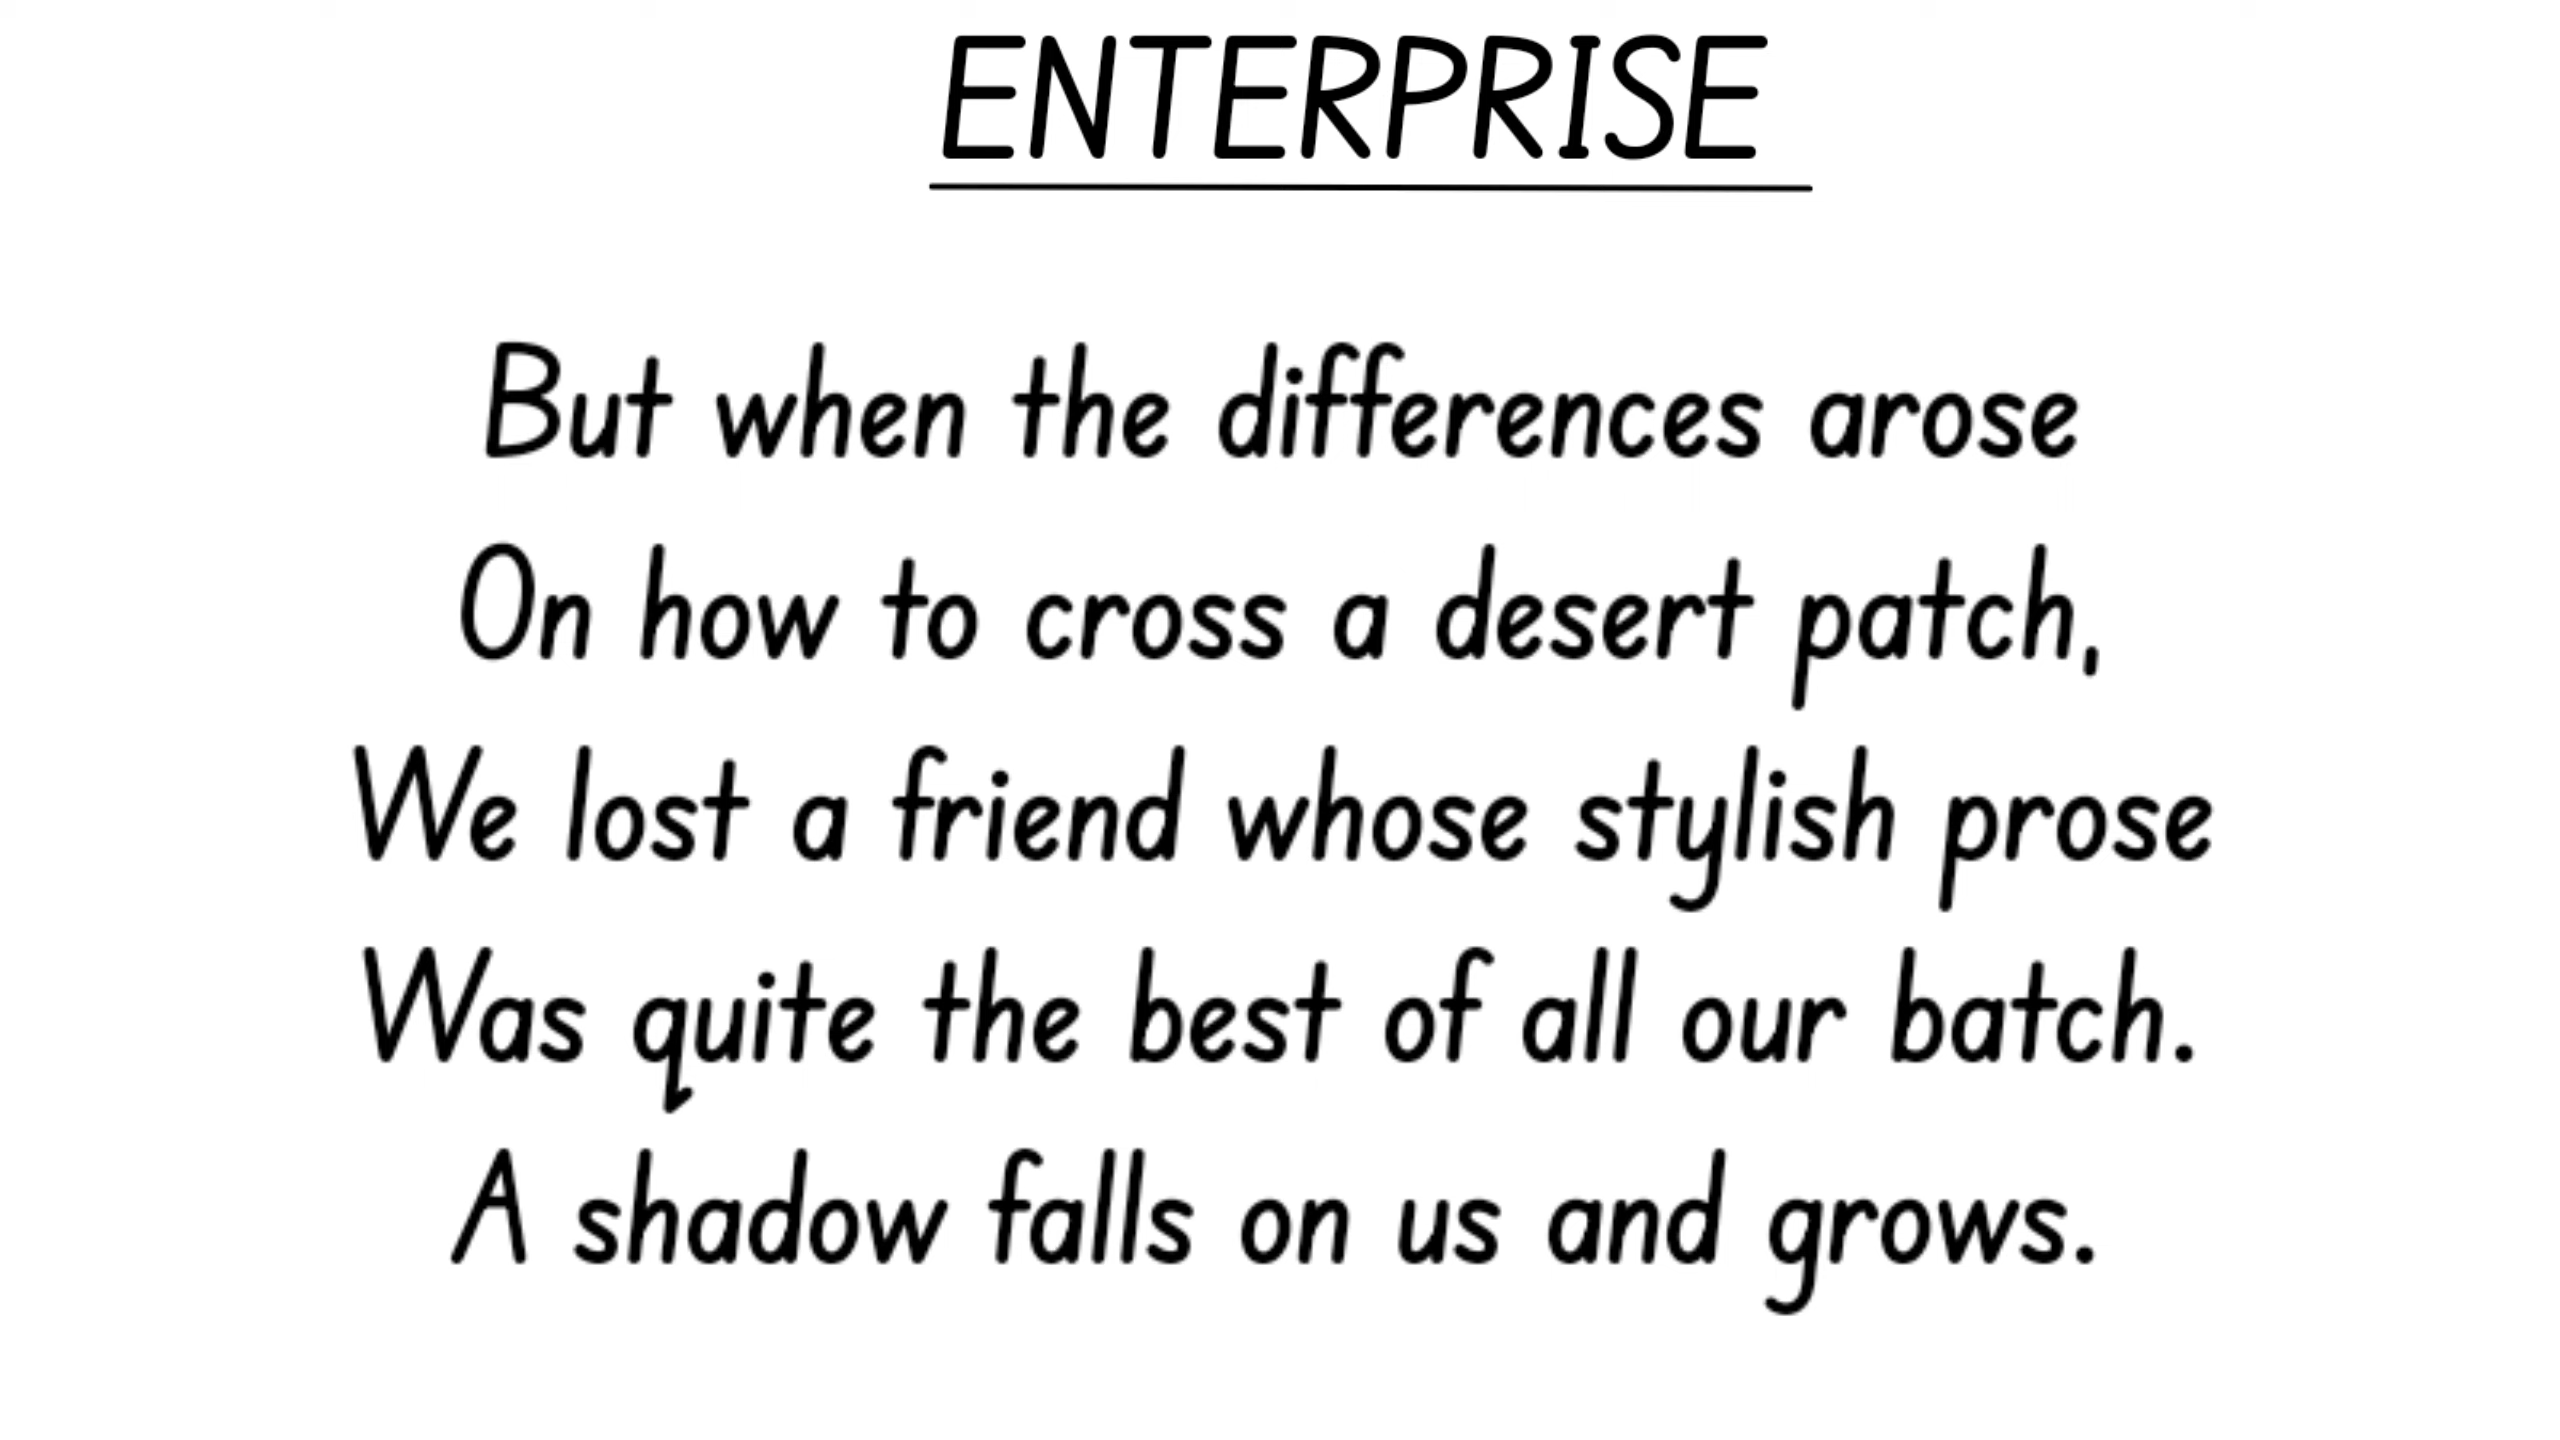 ENTERPRISE
But when the differences arose
On how to cross a desert patch,
We lost a friend whose stylish prose
Was quite the best of all our batch.
A shadow falls on us and grows.